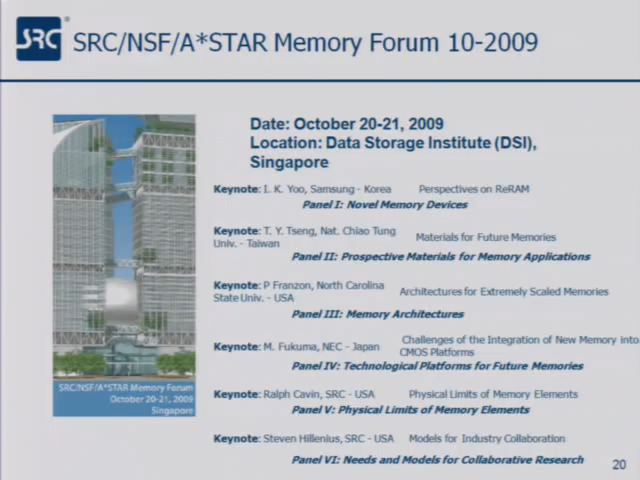 SRC
SRC/NSF/A*STAR Memory Forum 10-2009
Date: October 20-21, 2009
Location: Data Storage Institute (DSI),
Singapore
Keynote: I. K. Yoo, Samsung - Korea Perspectives on ReRAM
Panel I: Novel Memory Devices
Keynote: T. Y. Tseng, Nat. Chiao Tung
Univ. - Taiwan
Materials for Future Memories
Panel II: Prospective Materials for Memory Applications
Keynote: P Franzon, North Carolina
State Univ. - USA
Architectures for Extremely Scaled Memories
Panel III: Memory Architectures
Keynote: M. Fukuma, NEC - Japan
Challenges of the Integration of New Memory into
CMOS Platforms
Panel IV: Technological Platforms for Future Memories
Keynote: Ralph Cavin, SRC - USA Physical Limits of Memory Elements
Panel V: Physical Limits of Memory Elements
Keynote: Steven Hillenius, SRC - USA Models for Industry Collaboration
Panel VI: Needs and Models for Collaborative Research
SRC/NSF/A*STAR Memory Forum
October 20-21, 2009
Singapore
20